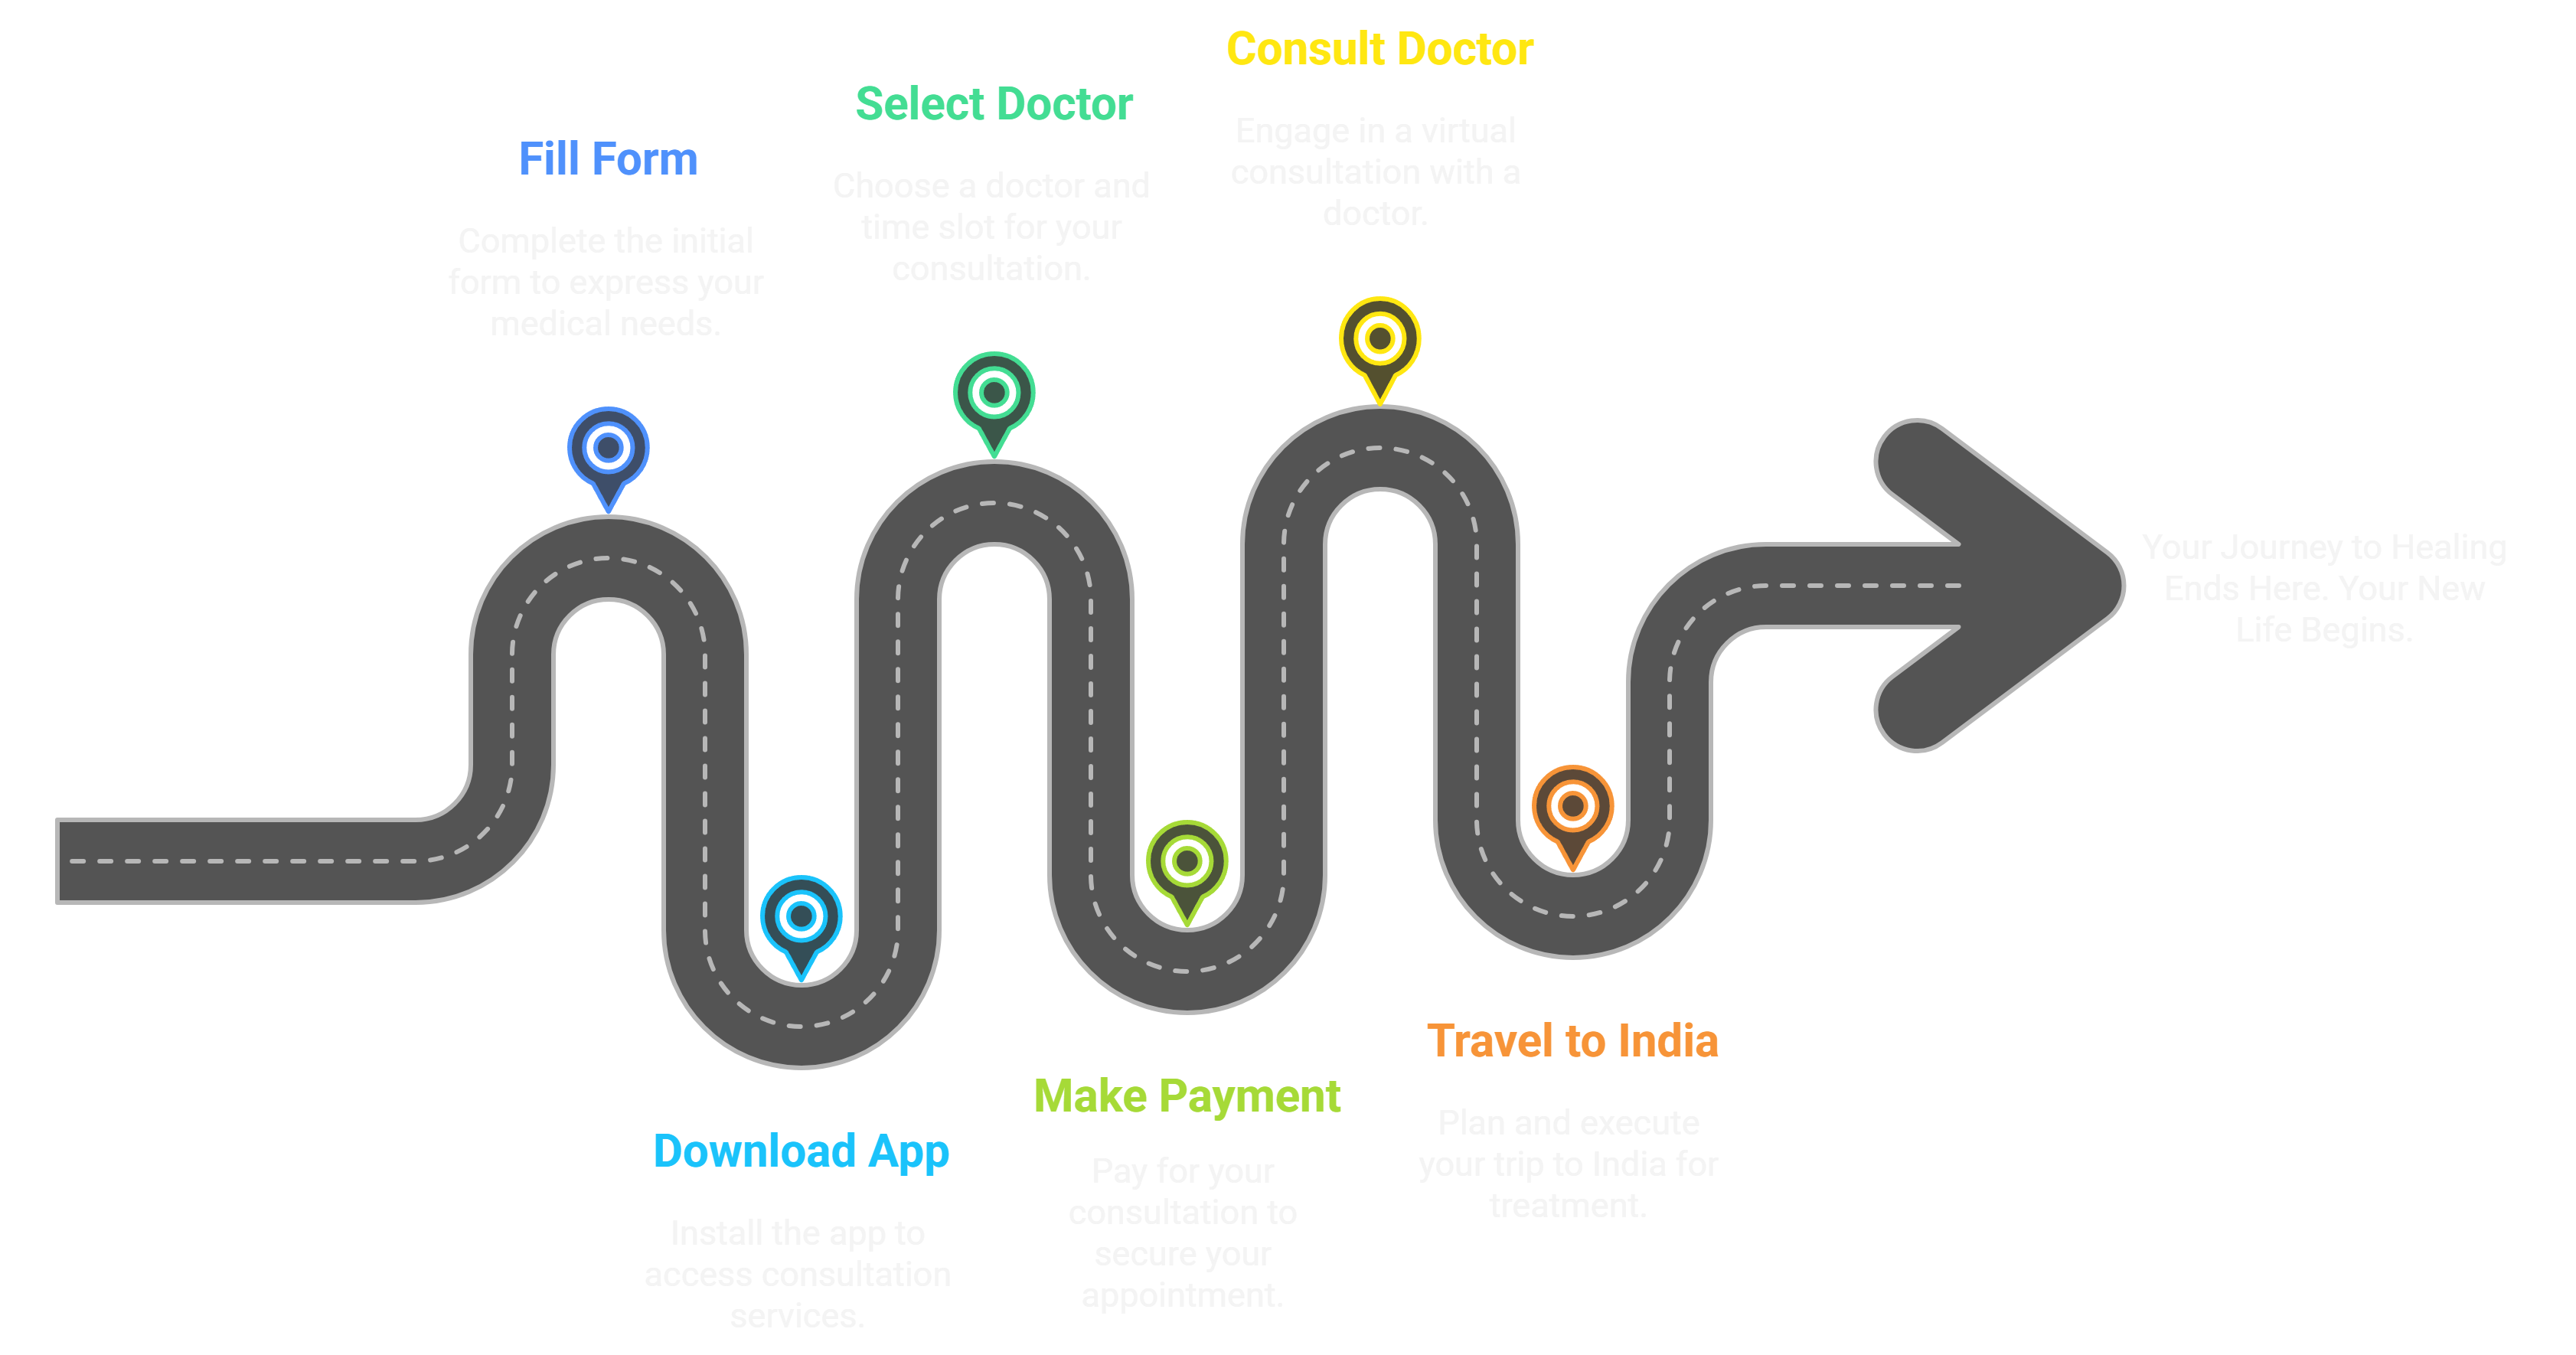 Fill Form
Complete the initial
form to express your
medical needs.
Download App
Install the app to
access consultation
services.
Select Doctor
Choose a doctor and
time slot for your
consultation.
Make Payment
Pay for your
consultation to
secure your
appointment.
Consult Doctor
Engage in a virtual
consultation with a
doctor.
Travel to India
Plan and execute
your trip to India for
treatment.
Your Journey to Healing
Ends Here. Your New
Life Begins.